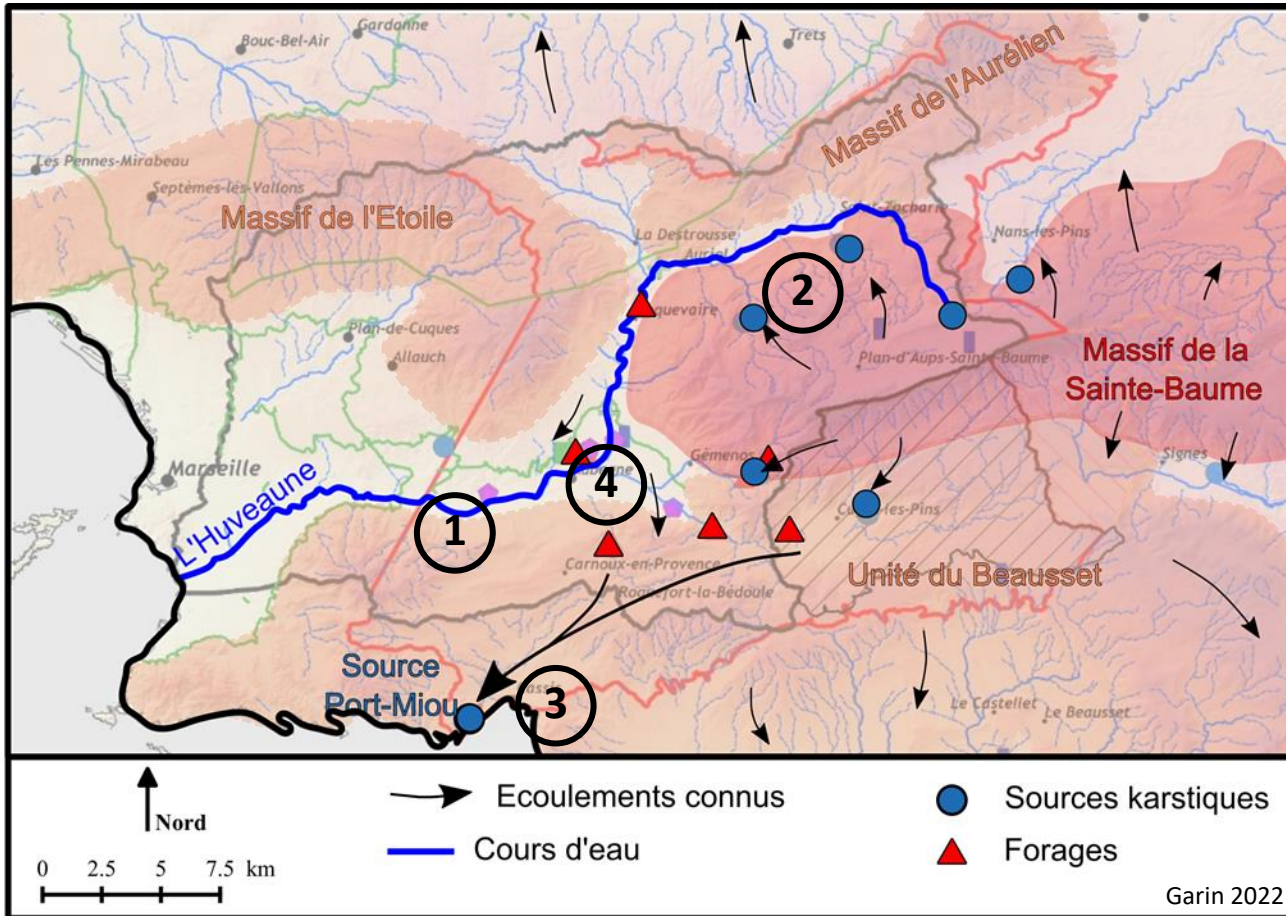 Gardanne
Bouc-Bel-Air
Trets
Massif de l'Aurélien
Les Pennes-Mirabeau
Septèmes-les-Vallons
Massif de l'Etoile
La Destrousse
Auriol
Nans-les-Pins
2
Plan-de-Cuques
Allauch
Plan-d'Aups-Sainte-Baume
Massif de la
Sainte-Baume
Marseille
Gémenos
Signes
4
L'Huveaune
1
Carnoux-en-Provence
Roquefort-la-Bédoule
Unité du Beausset
Source
Port-Miou
3
Le Castellet
Le Beausset
Nord
0 2.5 5 7.5 km
Ecoulements connus
Cours d'eau
Sources karstiques
Forages
Garin 2022